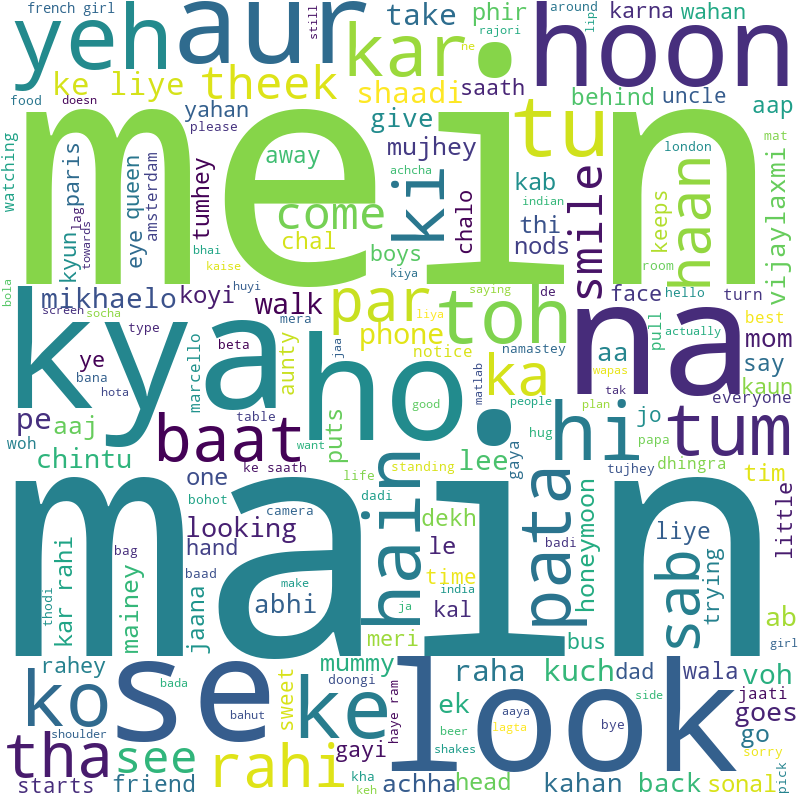 french girl
yeh
aur
still
kar
take
phir
around
lip
karna
wahan
rajori
he
hoon
food
doesn
ke liye
theek
shaadi
saath
behind
uncle
aap
yahan
please
give
mein
tu
watching
paris
lag
kyun
towards
eye queen
amsterdam
tumhey
away
mujhey
achcha
come
ki
chalo
kab
indian
london
mat
smile
haan
keeps
vijaylaxmi
thi
nods
chal
bhai
kaise
boys
kiya
room
bola
mikhaelo
koyi
huyi
walk
par
saying
toh
de
face
hello
turn
screen
socha
type
mera
liya
phone
na
pull
actually
best
mom
kya
ye
bana
hota
beta
marcello
aunty
jaa
notice
namastey
matlab
aa
wapas
tak
plan
say
kaun
everyone
ho
ka
pe
aaj
woh
puts
table
want
good
people
hug
hi
jo
papa
tum
baat
chintu
one
bohot
ke saath
life
dadi
standing
lee
gaya
pata
tujhey
dhingra
tim
main
looking
camera
hain
dekh
le
badi
honeymoon
liye
trying
little
kar rahi
thodi
bag
mainey
baad
jaana
hand
make
abhi
time
india
ja
kal
sab
ab
meri
bus
girl
rahey
ko
bada
shoulder
se
bahut
sweet
mummy
doongi
ke
haye ram
look
raha
kuch
dad
wala
voh
jaati
aaya
ek
beer
shakes
lagta
bye
side
goes
go
sorry
tha
see
starts
friend
rahi
gayi
kha
keh
achha
head
kahan
back
sonal
pick